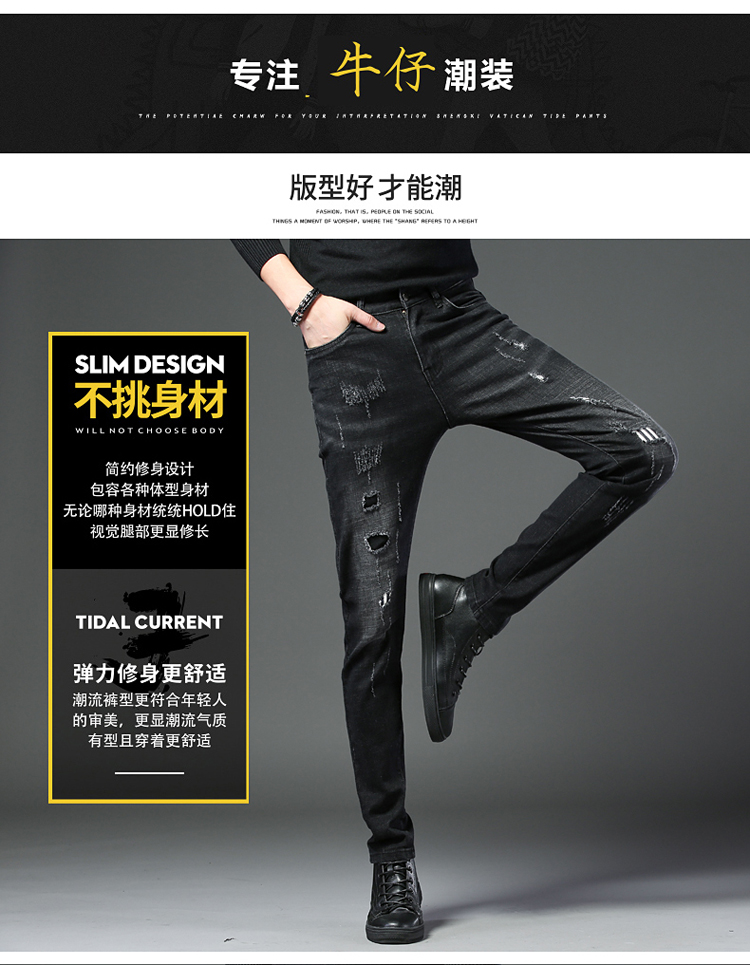 专注 牛仔 潮装
THE POTENTIAE CMARW FOR YOUR INTHRPRETATION SHENGKI VATICAN TIDE PANTS
版型好才能潮
FASHION, THAT IS, PEOPLE ON THE SOCIAL
THINGS A MOMENT OF WORSHIP, WHERE THE "SHANG" REFERS TO A HEIGHT
SLIM DESIGN
不挑身材
WILL NOT CHOOSE BODY
简约修身设计
包容各种体型身材
无论哪种身材统统HOLD住
视觉腿部更显修长
TIDAL CURRENT
弹力修身更舒适
潮流裤型更符合年轻人
的审美，更显潮流气质
有型且穿着更舒适